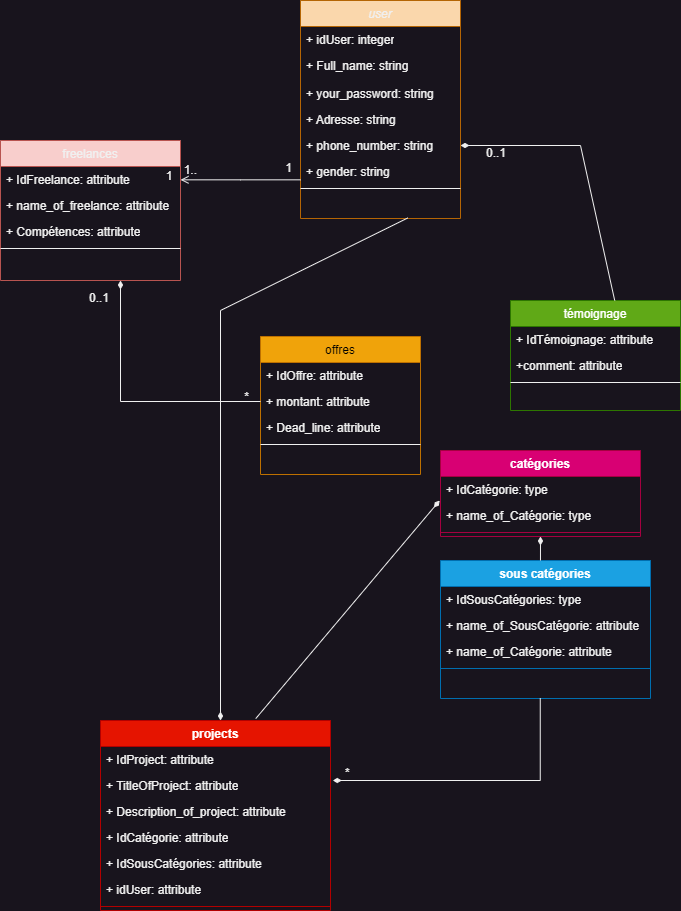 user
+ idUser: integer
+ Full_name: string
+ your_password: string
+ Adresse: string
+ phone_number: string
+ gender: string
0..1
1
1..
1
freelances
+ IdFreelance: attribute
+ name_of_freelance: attribute
+ Compétences: attribute
0..1
*
témoignage
+ IdTémoignage: attribute
+comment: attribute
offres
+ IdOffre: attribute
+ montant: attribute
+ Dead_line: attribute
catégories
+ IdCatégorie: type
+ name_of_Catégorie: type
sous catégories
+ IdSousCatégories: type
+ name_of_SousCatégorie: attribute
+ name_of_Catégorie: attribute
*
projects
+ IdProject: attribute
+ TitleOfProject: attribute
+ Description_of_project: attribute
+ IdCatégorie: attribute
+ IdSousCatégories: attribute
+ idUser: attribute